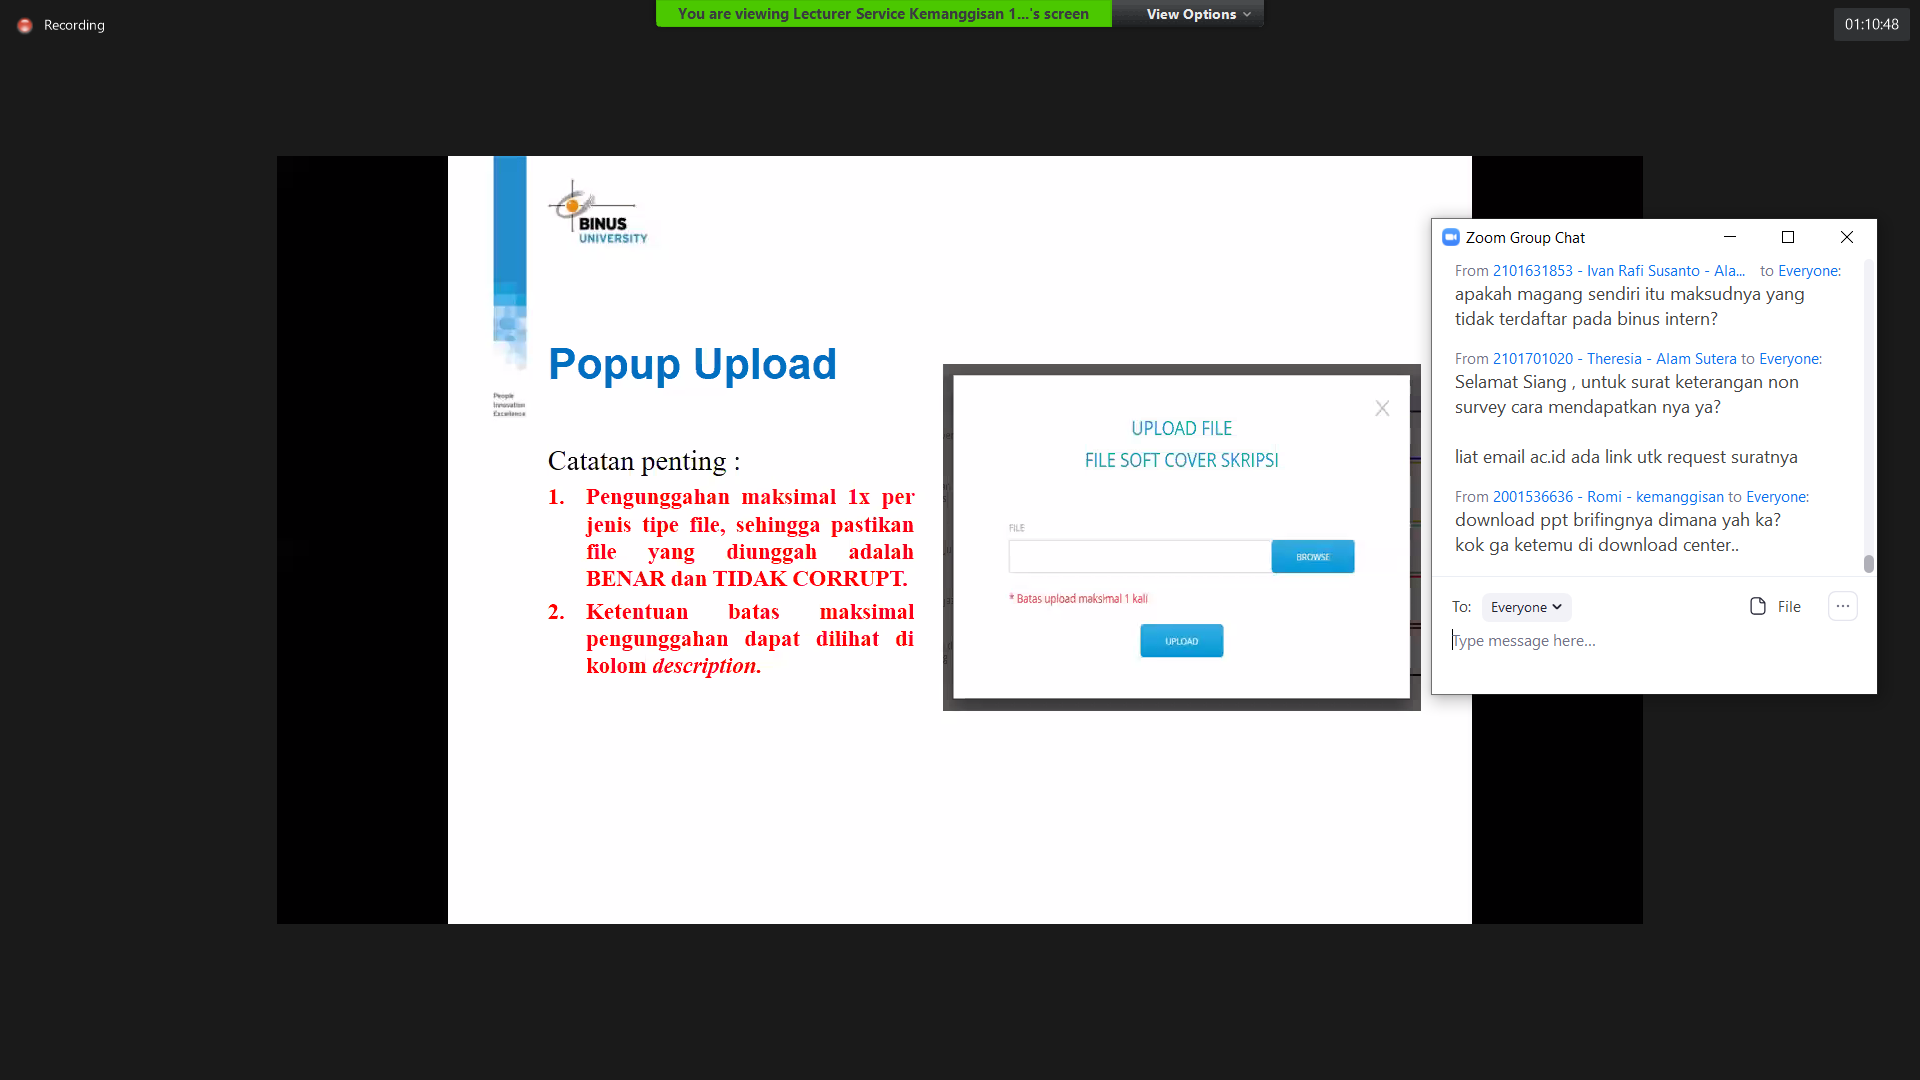 Recording
You are viewing Lecturer Service Kemanggisan 1...'s screen
View Options
01:10:48
BINUS
UNIVERSITY
People
Innovation
Excellence
Popup Upload
Catatan penting :
1. Pengunggahan maksimal 1x per
jenis tipe file, sehingga pastikan
file yang diunggah adalah
BENAR dan TIDAK CORRUPT.
2. Ketentuan batas maksimal
pengunggahan dapat dilihat di
kolom description.
X
UPLOAD FILE
FILE SOFT COVER SKRIPSI
FILE
BROWSE
* Batas upload maksimal 1 kali
UPLOAD
Zoom Group Chat
From 2101631853 - Ivan Rafi Susanto - Ala... to Everyone:
apakah magang sendiri itu maksudnya yang
tidak terdaftar pada binus intern?
From 2101701020 - Theresia - Alam Sutera to Everyone:
Selamat Siang , untuk surat keterangan non
survey cara mendapatkan nya ya?
liat email ac.id ada link utk request suratnya
From 2001536636 - Romi - kemanggisan to Everyone:
download ppt brifingnya dimana yah ka?
kok ga ketemu di download center..
To: Everyone
File
...
Type message here...